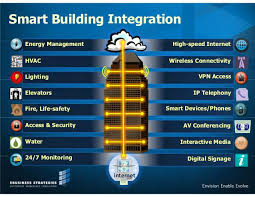 Smart Building Integration
Energy Management
HVAC
Lighting
Elevators
Fire, Life-safety
Access & Security
Water
24/7 Monitoring
High-speed Internet
Wireless Connectivity
VPN Access
IP Telephony
Smart Devices/Phones
AV Conferencing
Interactive Media
Digital Signage
internet
BUSINESS STRATEGIES
Envision Enable Evolve